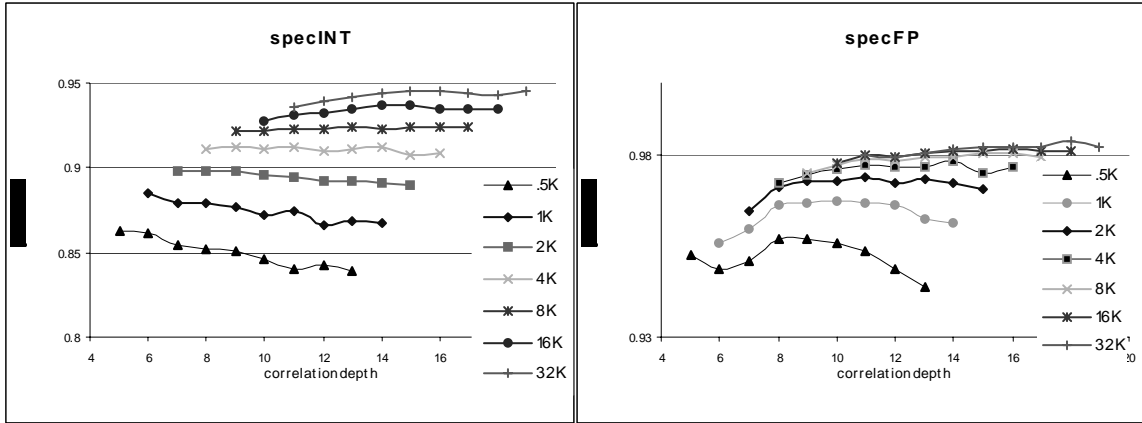 specINT
0.95
0.9
0.85
0.8
4 6 8 10 12 14 16
correlation depth
.5K
1K
2K
4K
8K
16K
32K
specFP
0.98
0.93
4 6 8 10 12 14 16 20
correlation depth
.5K
1K
2K
4K
8K
16K
32K